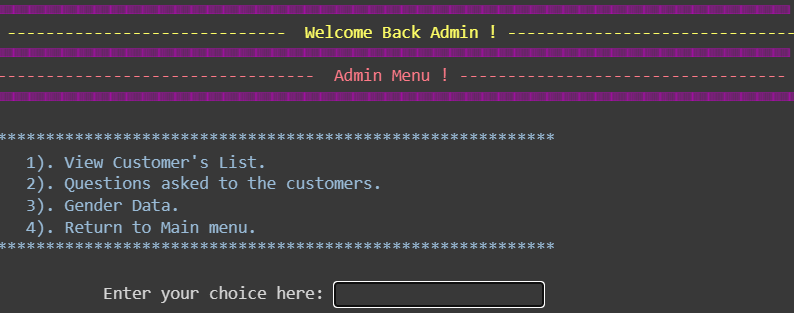 ------------------------------ Welcome Back Admin ! ------------------------------
--------------------------------- Admin Menu ! ----------------------------------
**********************************************************
1). View Customer's List.
2). Questions asked to the customers.
3). Gender Data.
4). Return to Main menu.
**********************************************************
Enter your choice here: